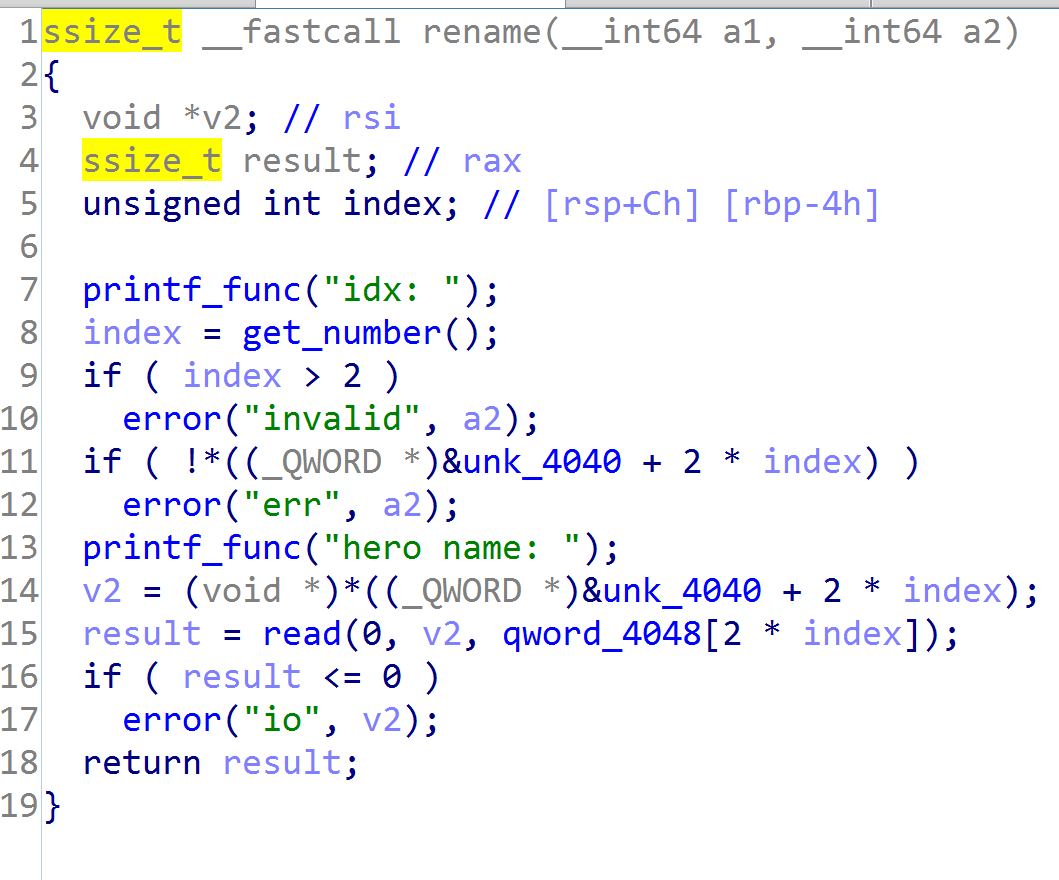 1 ssize_t __fastcall rename(__int64 a1, __int64 a2)
2 {
3   void *v2; // rsi
4   ssize_t result; // rax
5   unsigned int index; // [rsp+Ch] [rbp-4h]
6
7   printf_func("idx: ");
8   index = get_number();
9   if ( index > 2 )
10     error("invalid", a2);
11   if ( !*((_QWORD *)&unk_4040 + 2 * index) )
12     error("err", a2);
13   printf_func("hero name: ");
14   v2 = (void *)*((_QWORD *)&unk_4040 + 2 * index);
15   result = read(0, v2, qword_4048[2 * index]);
16   if ( result <= 0 )
17     error("io", v2);
18   return result;
19 }